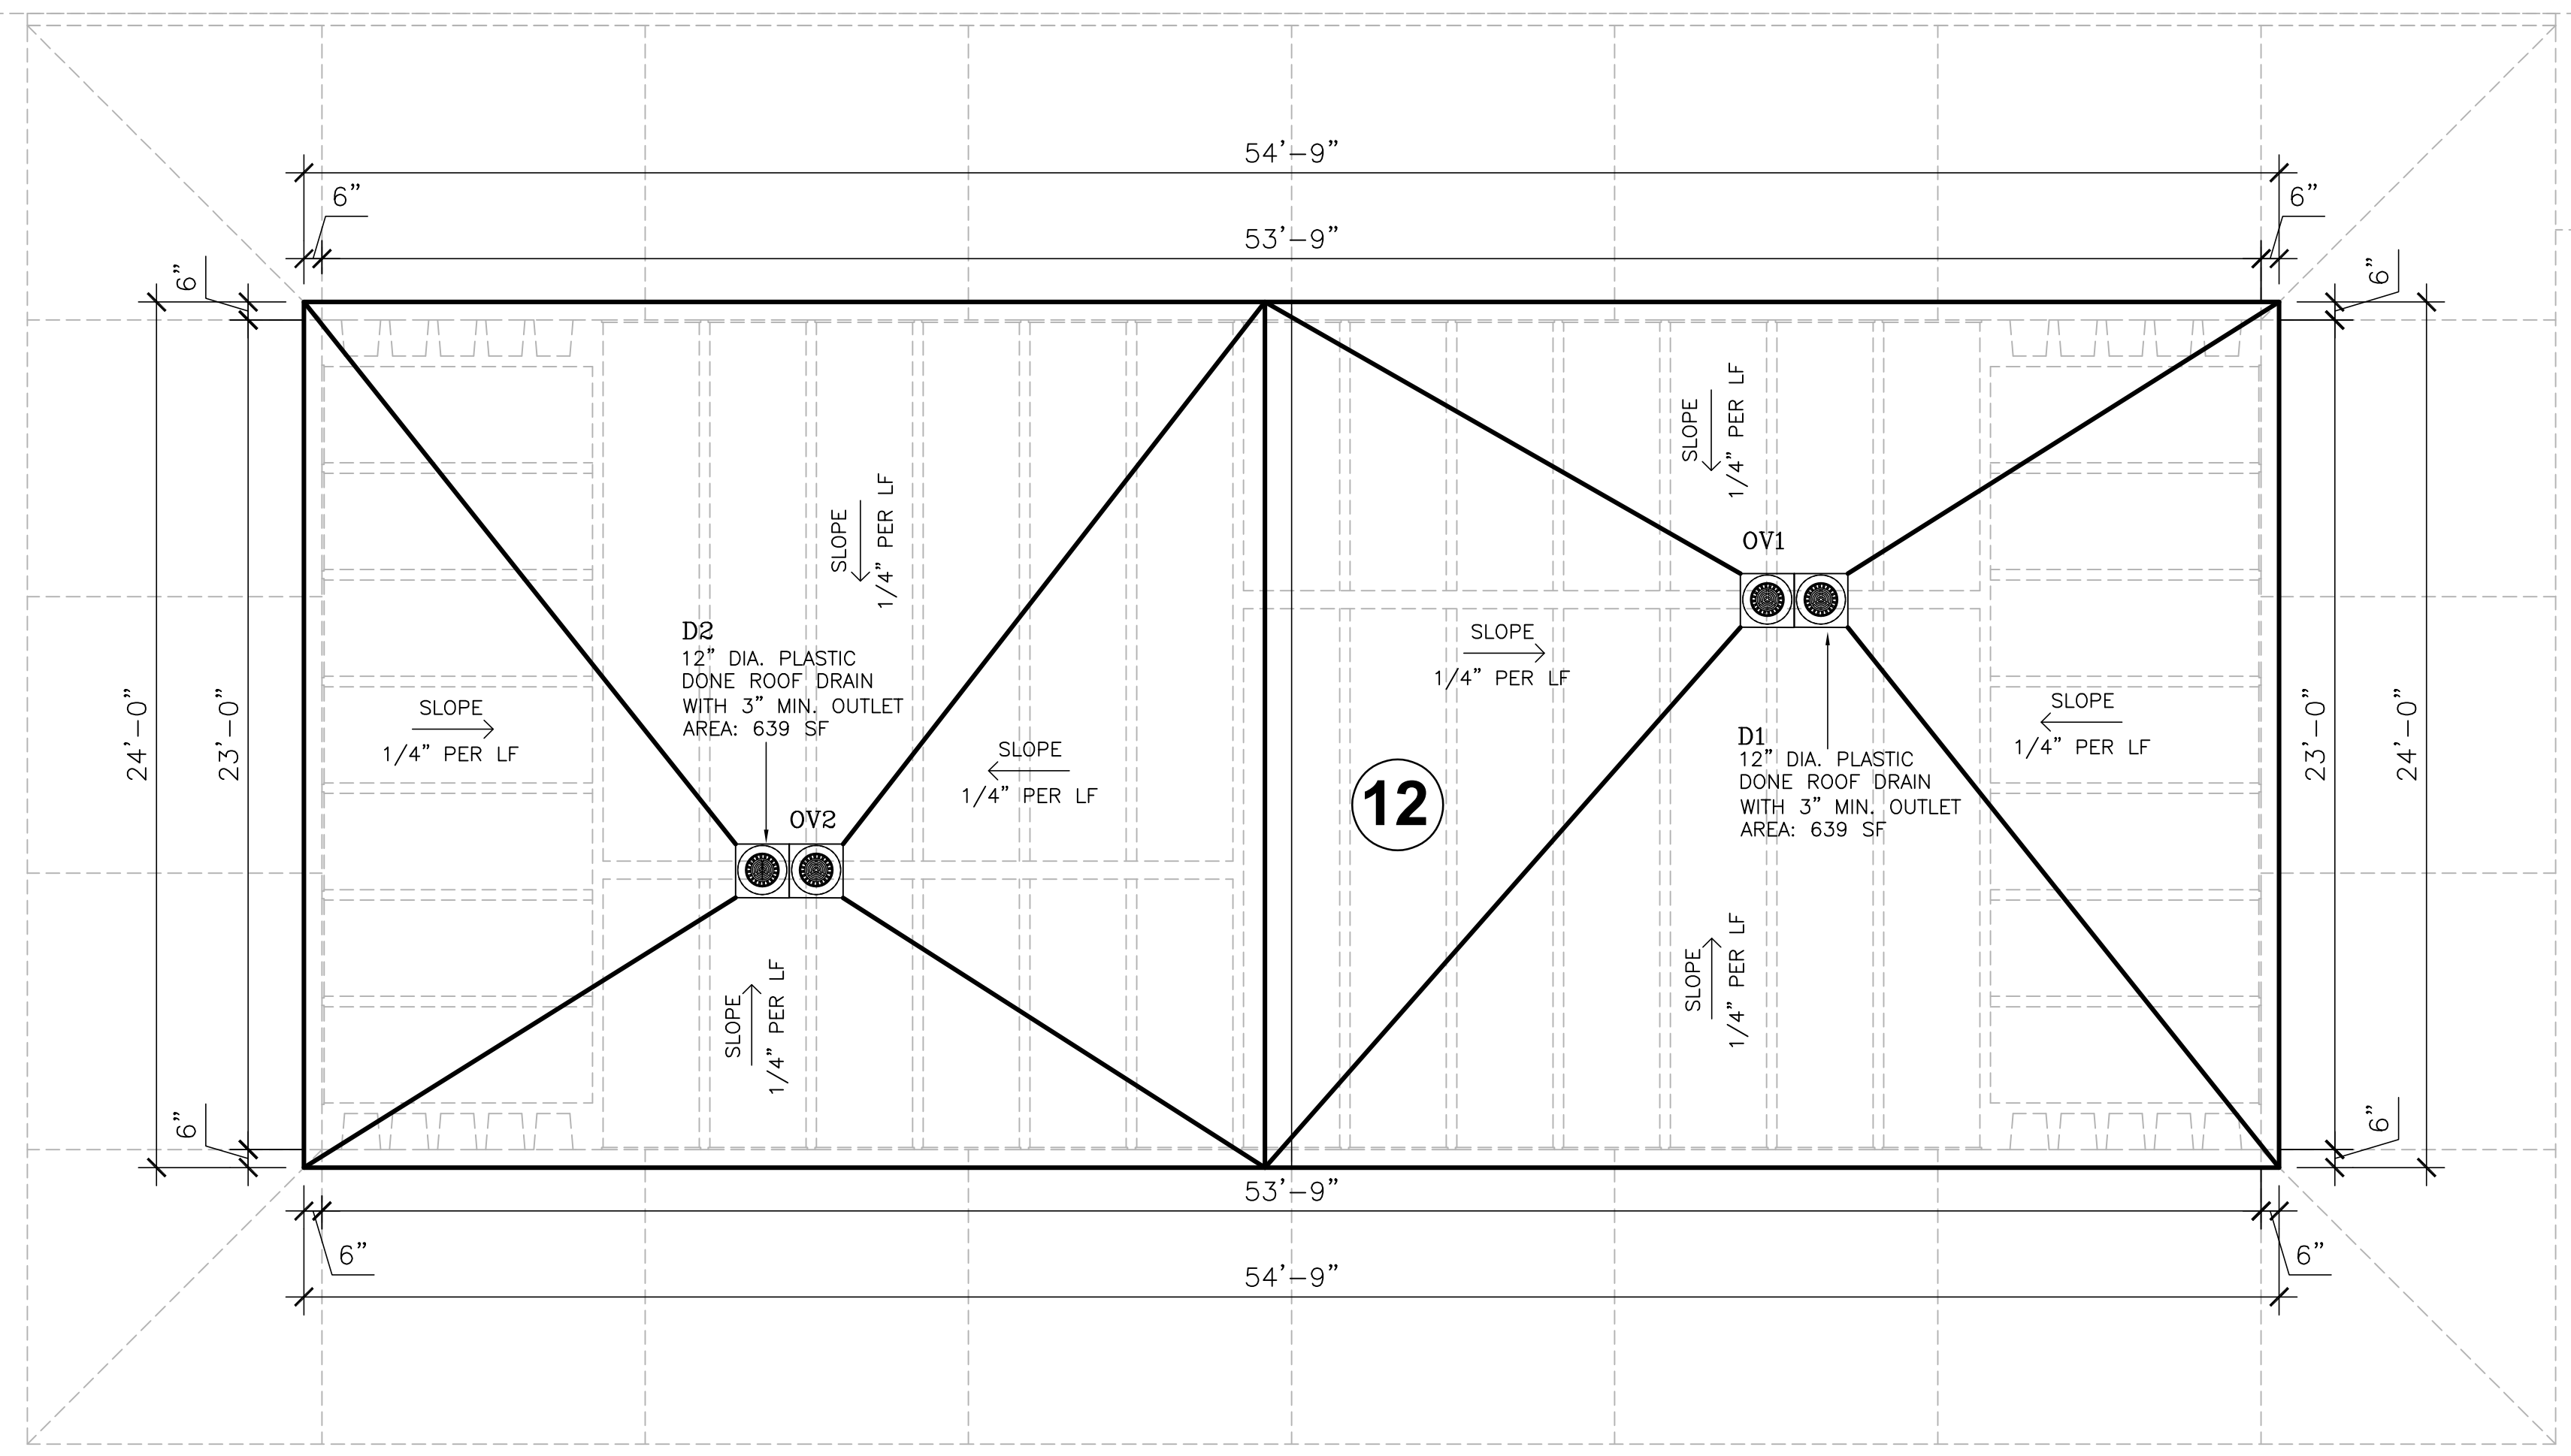 54'-9"
6"
6"
53'-9"
6"
6"
SLOPE
1/4" PER LF
SLOPE
1/4" PER LF
OV1
D2
12" DIA. PLASTIC
DONE ROOF DRAIN
WITH 3" MIN. OUTLET
AREA: 639 SF
SLOPE
1/4" PER LF
SLOPE
1/4" PER LF
SLOPE
1/4" PER LF
SLOPE
1/4" PER LF
24'-0"
23'-0"
23'-0"
24'-0"
D1
12" DIA. PLASTIC
DONE ROOF DRAIN
WITH 3" MIN. OUTLET
AREA: 639 SF
12
OV2
SLOPE
1/4" PER LF
SLOPE
1/4" PER LF
6"
6"
53'-9"
6"
6"
54'-9"